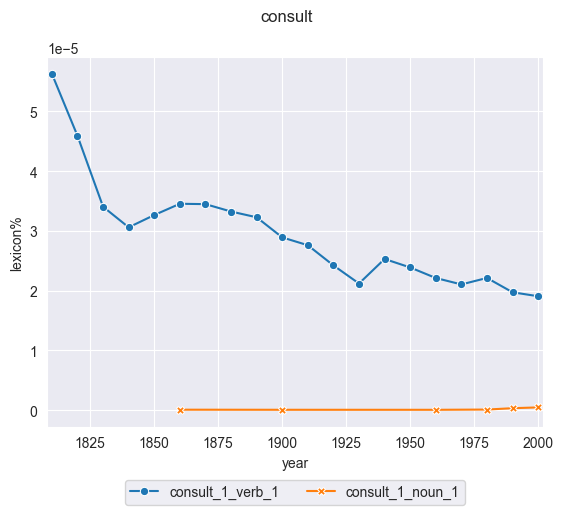 consult
1e−5
5
4
3
2
1
0
lexicon%
1825 1850 1875 1900 1925 1950 1975 2000
year
consult_1_verb_1 consult_1_noun_1